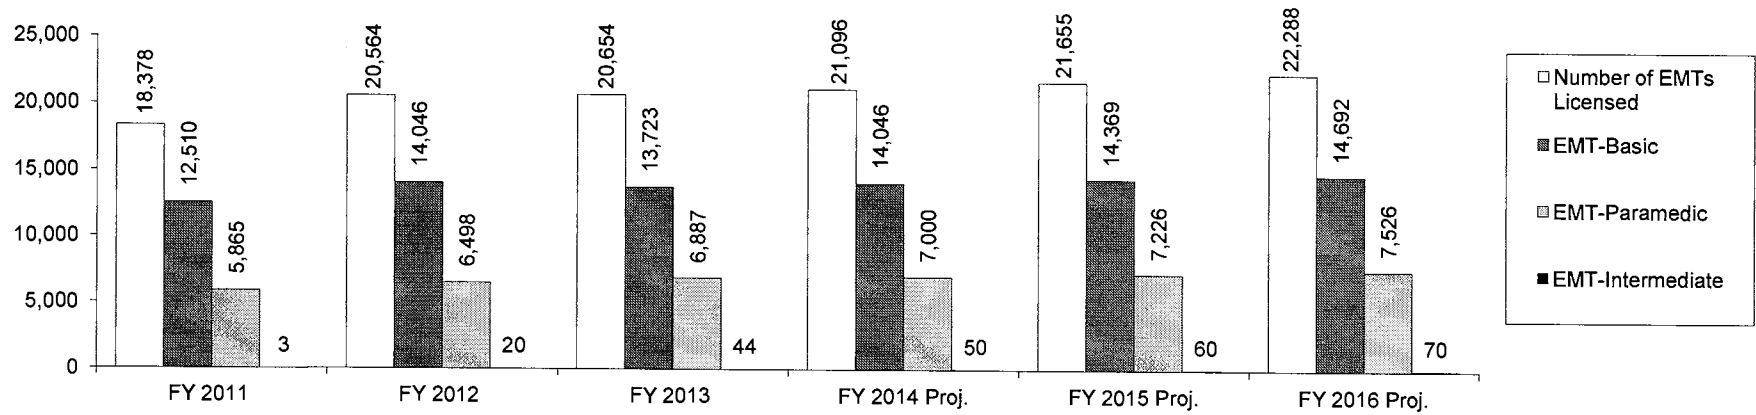 25,000
20,000
15,000
10,000
5,000
0
18,378
12,510
5,865
3
20,564
14,046
6,498
20
20,654
13,723
6,887
44
21,096
14,046
7,000
50
21,655
14,369
7,226
60
22,288
14,692
7,526
70
FY 2011
FY 2012
FY 2013
FY 2014 Proj.
FY 2015 Proj.
FY 2016 Proj.
Number of EMTs
Licensed
EMT-Basic
EMT-Paramedic
EMT-Intermediate